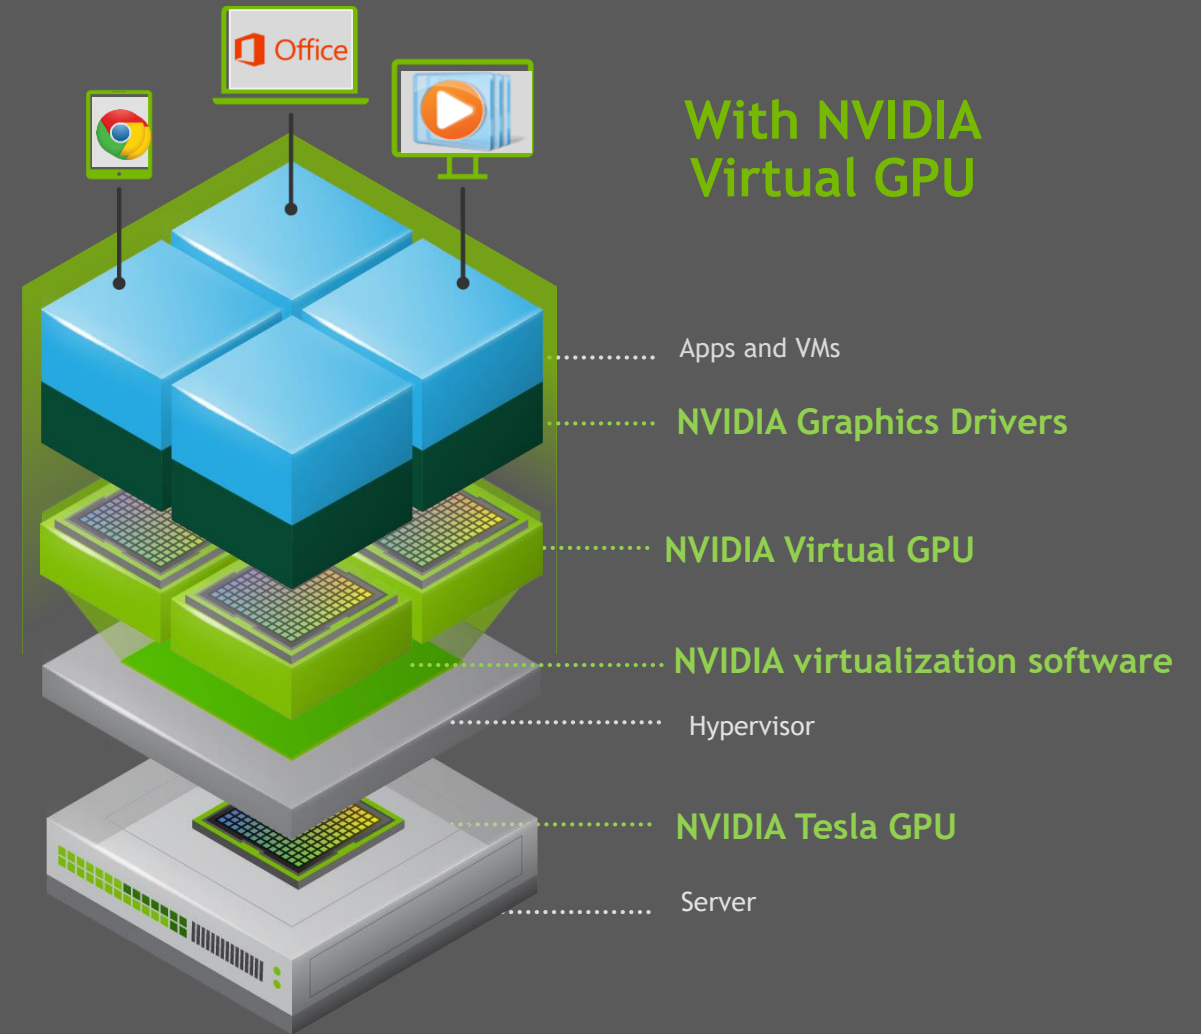 Office
With NVIDIA
Virtual GPU
Apps and VMs
NVIDIA Graphics Drivers
NVIDIA Virtual GPU
NVIDIA virtualization software
Hypervisor
NVIDIA Tesla GPU
Server